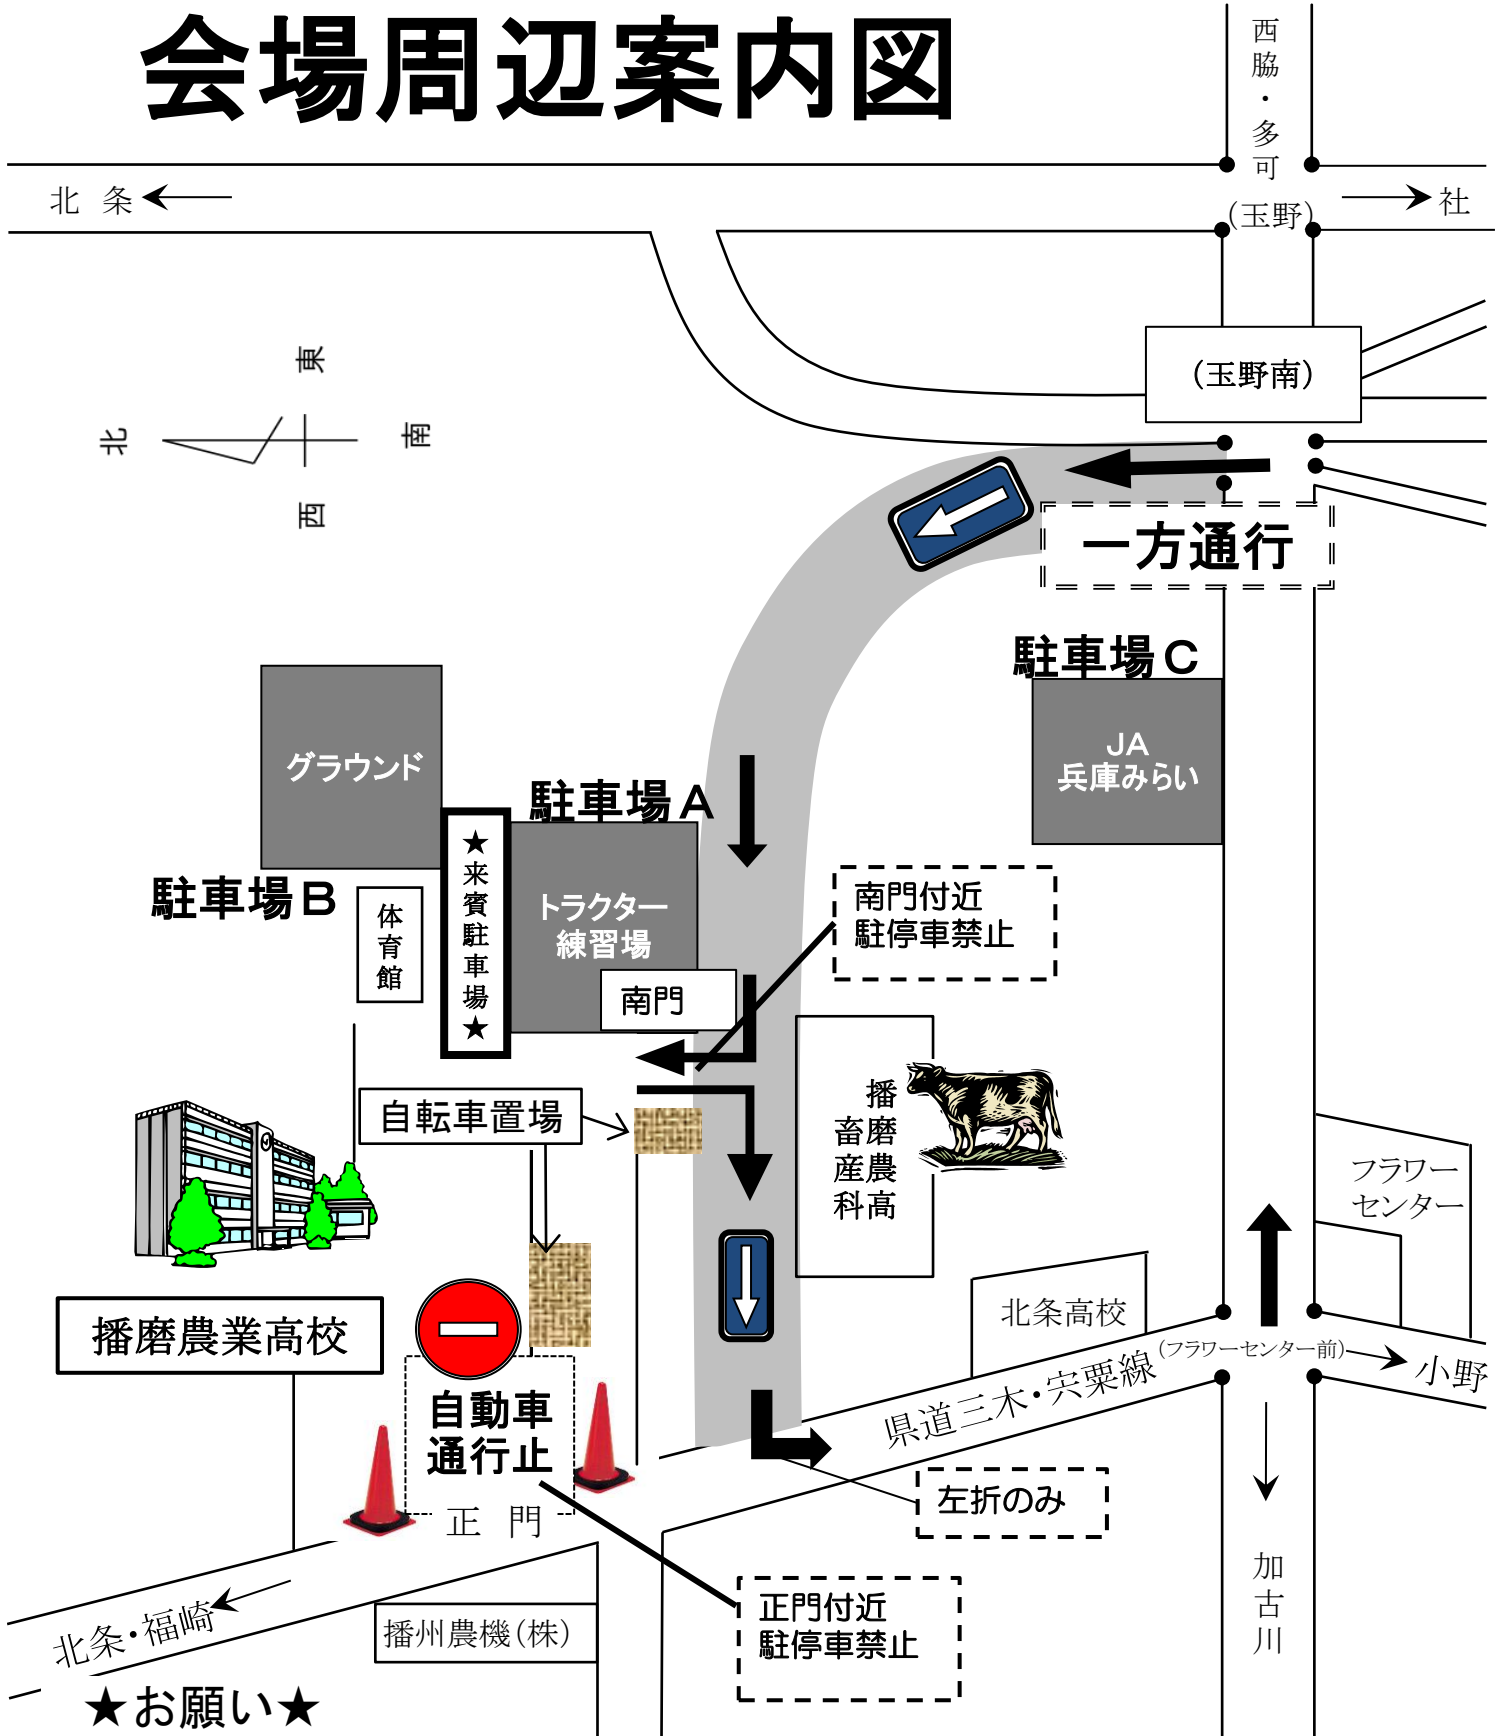 会場周辺案内図
西脇・多可
北 条
(玉野)
社
(玉野南)
東
北
南
西
一方通行
駐車場C
JA
兵庫みらい
グラウンド
駐車場A
★来賓駐車場★
トラクター
練習場
駐車場B
体育館
南門付近
駐停車禁止
南門
自転車置場
播磨農高
畜産科
フラワー
センター
北条高校
播磨農業高校
(フラワーセンター前)
小野
県道三木・宍粟線
自動車
通行止
正 門
左折のみ
加古川
正門付近
駐停車禁止
北条・福崎
播州農機(株)
★お願い★